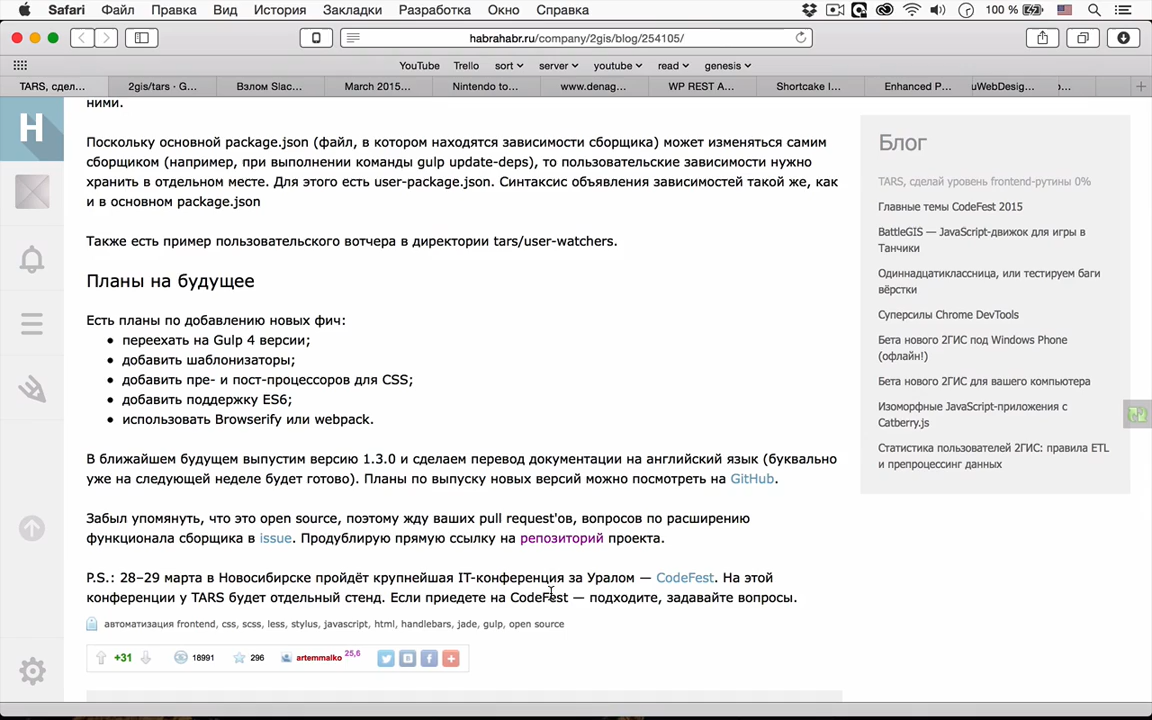 Safari Файл Правка Вид История Закладки Разработка Окно Справка 100 %
habrahabr.ru/company/2gis/blog/254105/
YouTube Trello sort server youtube read genesis
TARS, сдел... 2gis/tars · G... Взлом Slac... March 2015... Nintendo to... www.denag... WP REST A... Shortcake I... Enhanced P... uWebDesig... ›...
ними.
Поскольку основной package.json (файл, в котором находятся зависимости сборщика) может изменяться самим
сборщиком (например, при выполнении команды gulp update-deps), то пользовательские зависимости нужно
хранить в отдельном месте. Для этого есть user-package.json. Синтаксис объявления зависимостей такой же, как
и в основном package.json
Также есть пример пользовательского вотчера в директории tars/user-watchers.
Планы на будущее
Есть планы по добавлению новых фич:
• переехать на Gulp 4 версии;
• добавить шаблонизаторы;
• добавить пре- и пост-процессоров для CSS;
• добавить поддержку ES6;
• использовать Browserify или webpack.
В ближайшем будущем выпустим версию 1.3.0 и сделаем перевод документации на английский язык (буквально
уже на следующей неделе будет готово). Планы по выпуску новых версий можно посмотреть на GitHub.
Забыл упомянуть, что это open source, поэтому жду ваших pull request'ов, вопросов по расширению
функционала сборщика в issue. Продублирую прямую ссылку на репозиторий проекта.
P.S.: 28–29 марта в Новосибирске пройдёт крупнейшая IT-конференция за Уралом — CodeFest. На этой
конференции у TARS будет отдельный стенд. Если приедете на CodeFest — подходите, задавайте вопросы.
автоматизация frontend, css, scss, less, stylus, javascript, html, handlebars, jade, gulp, open source
+31 18991 296 artemmalko 25,6
H
Блог
TARS, сделай уровень frontend-рутины 0%
Главные темы CodeFest 2015
BattleGIS — JavaScript-движок для игры в
Танчики
Одиннадцатиклассница, или тестируем баги
вёрстки
Суперсилы Chrome DevTools
Бета нового 2ГИС под Windows Phone
(офлайн!)
Бета нового 2ГИС для вашего компьютера
Изоморфные JavaScript-приложения с
Catberry.js
Статистика пользователей 2ГИС: правила ETL
и препроцессинг данных